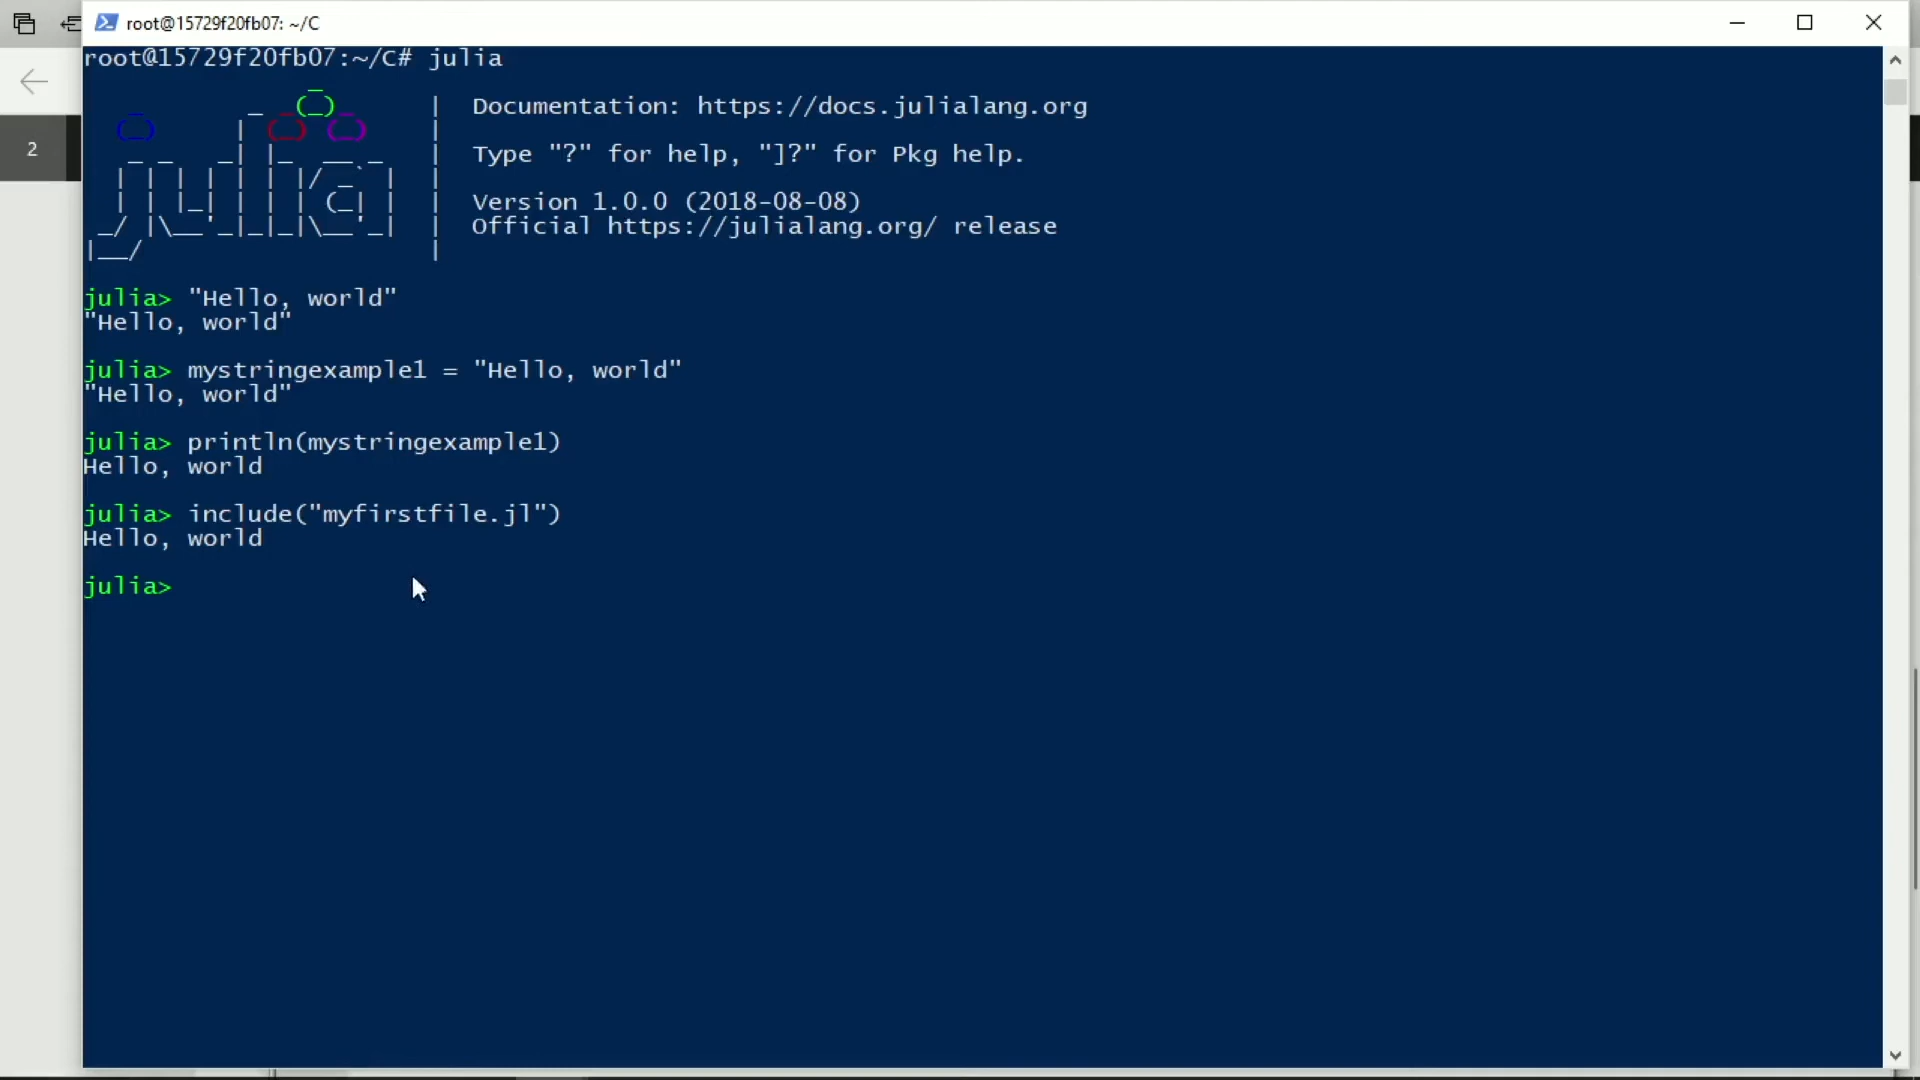 root@15729f20fb07: ~/C
root@15729f20fb07:~/C# julia
Documentation: https://docs.julialang.org
2
Type "?" for help, "]?" for Pkg help.
julia
Version 1.0.0 (2018-08-08)
Official https://julialang.org/ release
julia> "Hello, world"
"Hello, world"
julia> mystringexample1 = "Hello, world"
"Hello, world"
julia> println(mystringexample1)
Hello, world
julia> include("myfirstfile.jl")
Hello, world
julia>